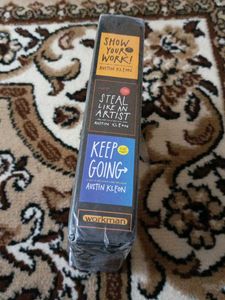 SHOW
YOUR
WORK!
AUSTIN KLEON
STEAL
LIKE AN
ARTIST
AUSTIN KLEON
KEEP
GOING
AUSTIN KLEON
workman